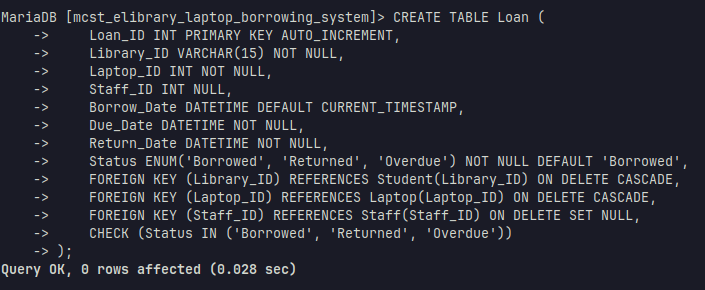 MariaDB [mcst_elibrary_laptop_borrowing_system]> CREATE TABLE Loan (
    ->     Loan_ID INT PRIMARY KEY AUTO_INCREMENT,
    ->     Library_ID VARCHAR(15) NOT NULL,
    ->     Laptop_ID INT NOT NULL,
    ->     Staff_ID INT NULL,
    ->     Borrow_Date DATETIME DEFAULT CURRENT_TIMESTAMP,
    ->     Due_Date DATETIME NOT NULL,
    ->     Return_Date DATETIME NOT NULL,
    ->     Status ENUM('Borrowed', 'Returned', 'Overdue') NOT NULL DEFAULT 'Borrowed',
    ->     FOREIGN KEY (Library_ID) REFERENCES Student(Library_ID) ON DELETE CASCADE,
    ->     FOREIGN KEY (Laptop_ID) REFERENCES Laptop(Laptop_ID) ON DELETE CASCADE,
    ->     FOREIGN KEY (Staff_ID) REFERENCES Staff(Staff_ID) ON DELETE SET NULL,
    ->     CHECK (Status IN ('Borrowed', 'Returned', 'Overdue'))
    -> );
Query OK, 0 rows affected (0.028 sec)